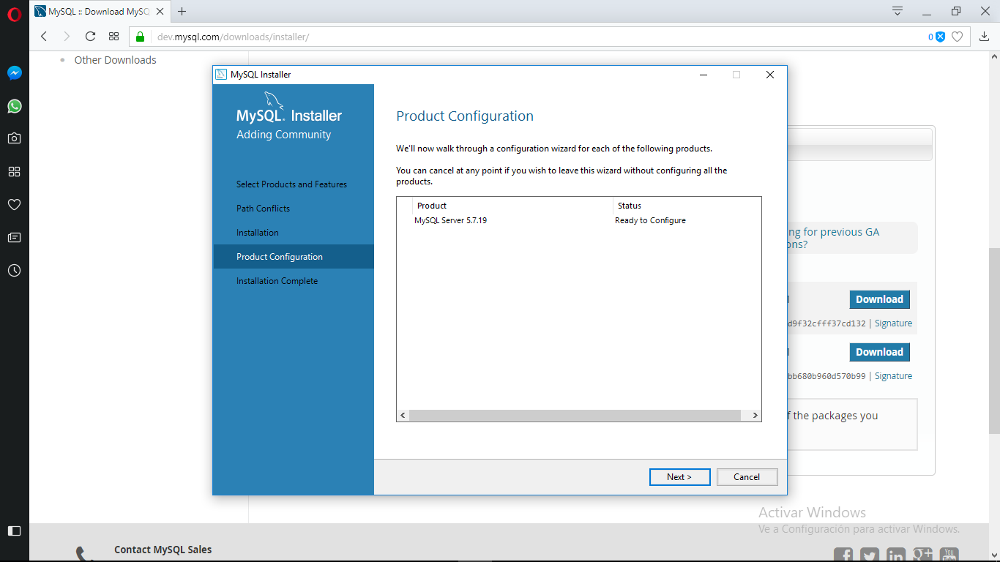 MySQL :: Download MySQ
dev.mysql.com/downloads/installer/
0
Other Downloads
MySQL Installer
MySQL. Installer
Adding Community
Select Products and Features
Path Conflicts
Installation
Product Configuration
Installation Complete
Product Configuration
We'll now walk through a configuration wizard for each of the following products.
You can cancel at any point if you wish to leave this wizard without configuring all the
products.
Product Status
MySQL Server 5.7.19 Ready to Configure
Next >
Cancel
ng for previous GA
ons?
Download
d9f32cfff37cd132 | Signature
Download
bb680b960d570b99 | Signature
f the packages you
Activar Windows
Ve a Configuración para activar Windows.
Contact MySQL Sales
f
in
g+
You
Tube